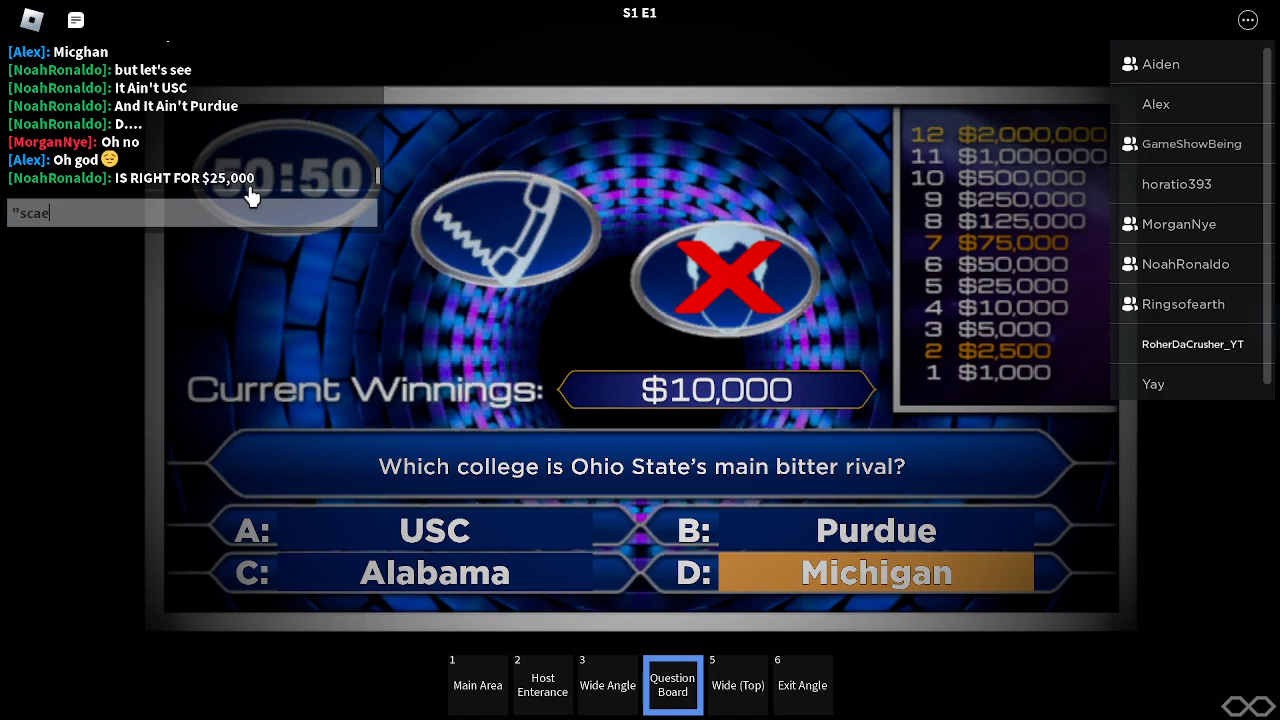 S1 E1
[Alex]: Micghan
[NoahRonaldo]: but let's see
[NoahRonaldo]: It Ain't USC
[NoahRonaldo]: And It Ain't Purdue
[NoahRonaldo]: D....
[MorganNye]: Oh no
[Alex]: Oh god 😔
[NoahRonaldo]: IS RIGHT FOR $25,000
"scae
50:50
Aiden
Alex
GameShowBeing
horatio393
MorganNye
NoahRonaldo
Ringsofearth
RoherDaCrusher_YT
Yay
12 $2,000,000
11 $1,000,000
10 $500,000
9 $250,000
8 $125,000
7 $75,000
6 $50,000
5 $25,000
4 $10,000
3 $5,000
2 $2,500
1 $1,000
Current Winnings: $10,000
Which college is Ohio State's main bitter rival?
A: USC
B: Purdue
C: Alabama
D: Michigan
1 Main Area
2 Host Enterance
3 Wide Angle
Question Board
5 Wide (Top)
6 Exit Angle